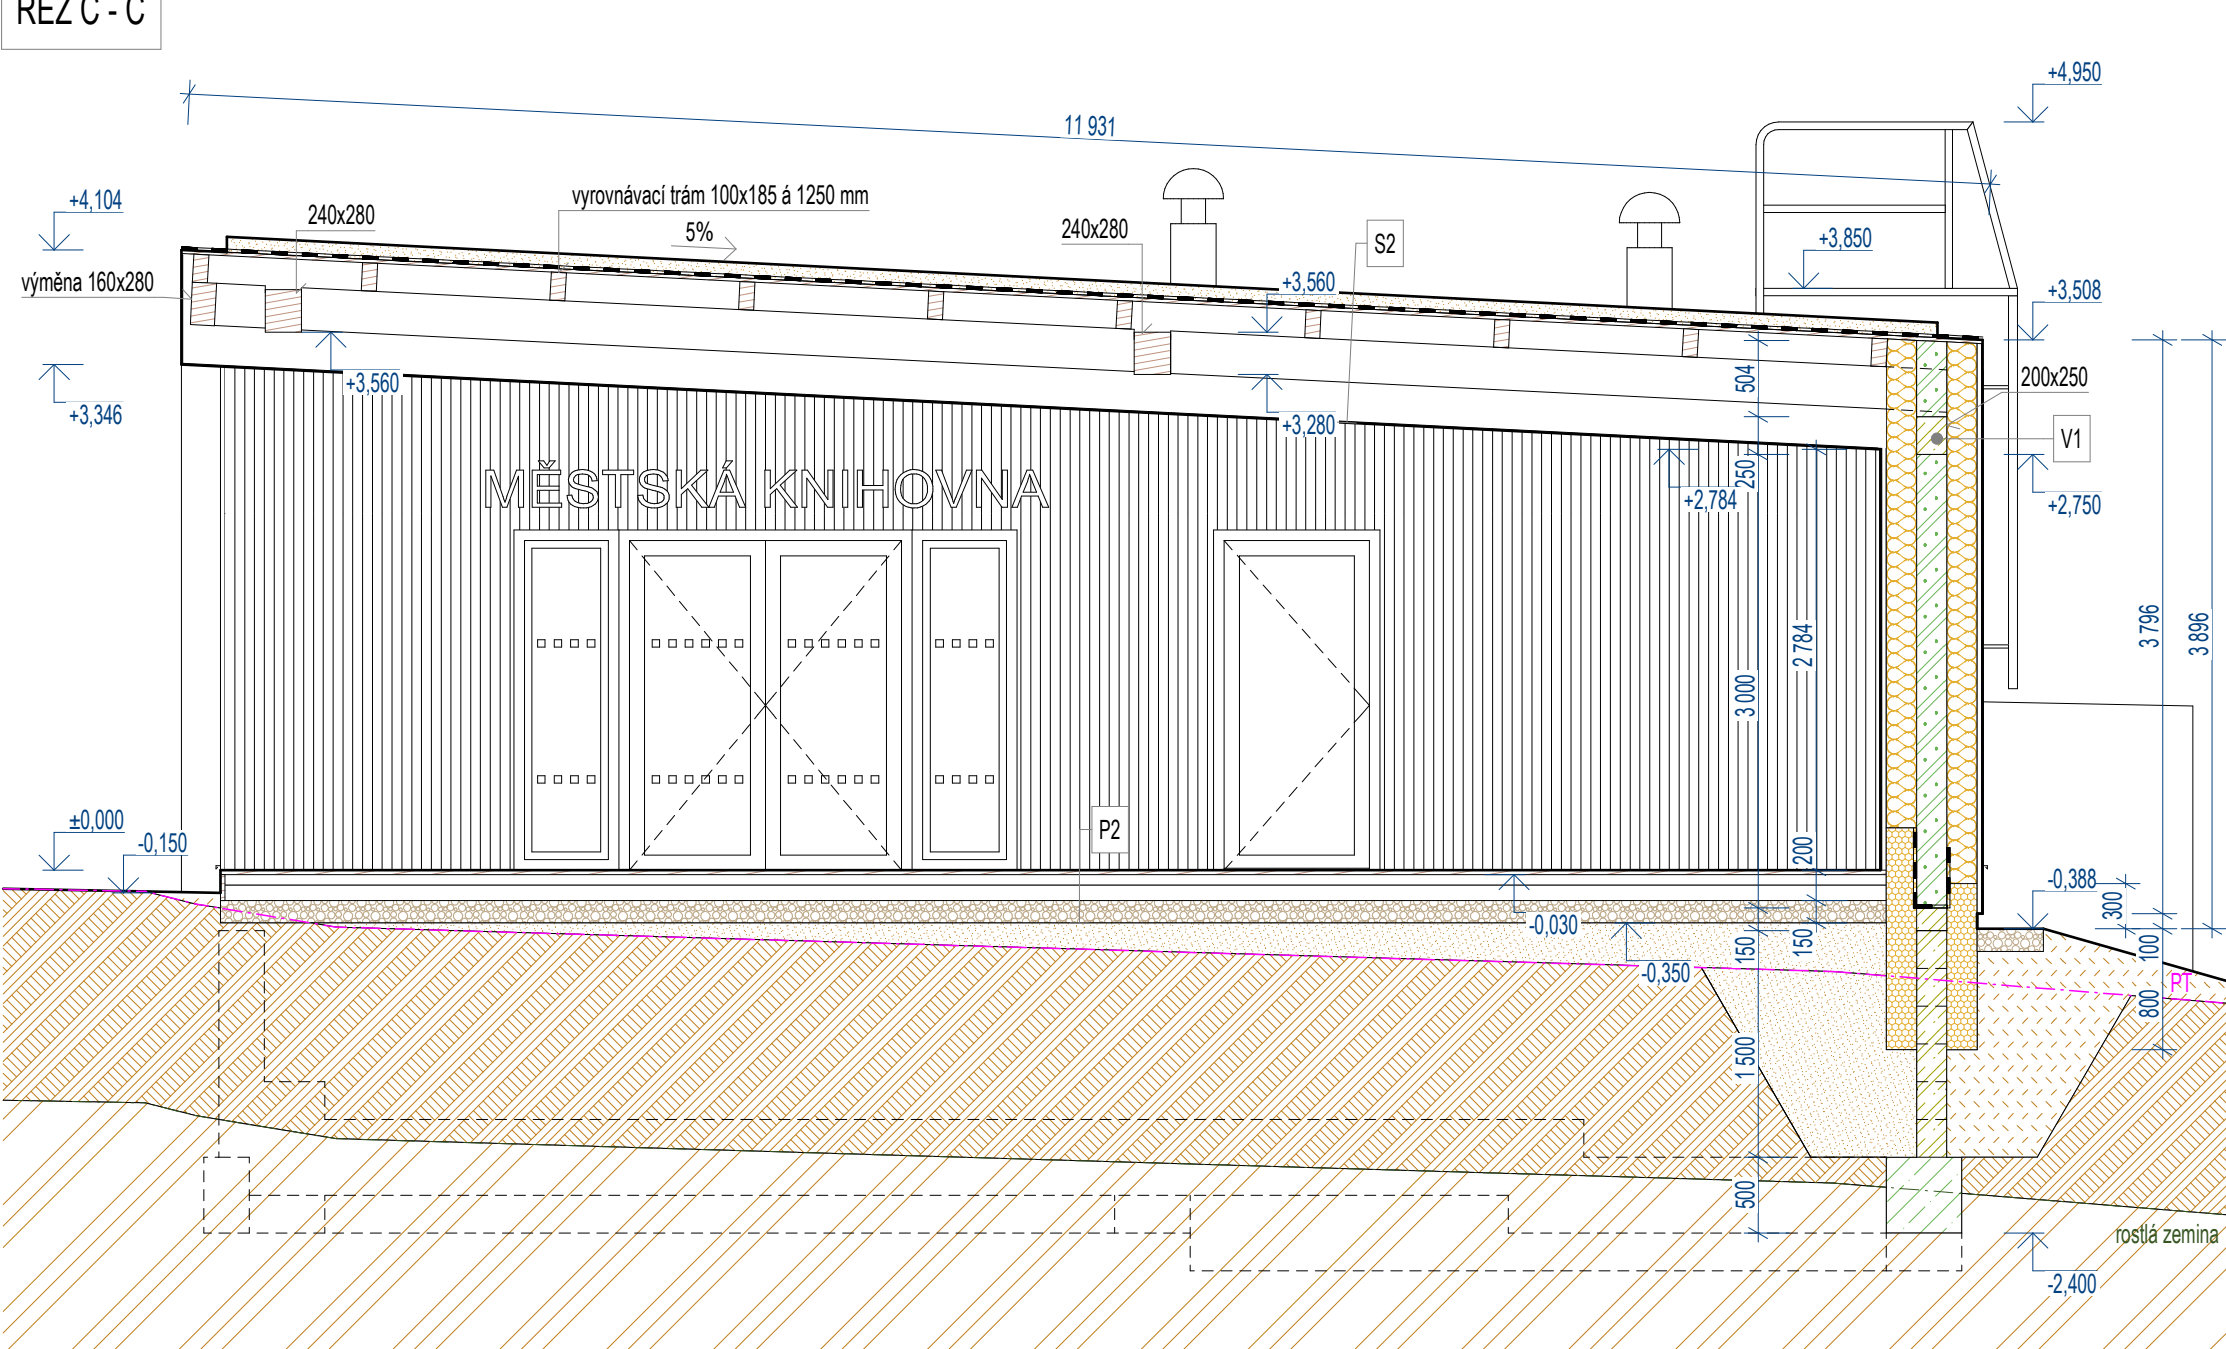 ŘEZ C - C
+4,950
11 931
+4,104
240x280
vyrovnávací trám 100x185 á 1250 mm
5%
240x280
S2
+3,850
výměna 160x280
+3,560
+3,508
+3,346
+3,560
504
200x250
+3,280
V1
MĚSTSKÁ KNIHOVNA
250
+2,784
+2,750
2 784
3 796
3 896
3 000
±0,000
-0,150
P2
200
-0,388
300
-0,030
150
150
100
-0,350
PT
800
1 500
500
rostlá zemina
-2,400